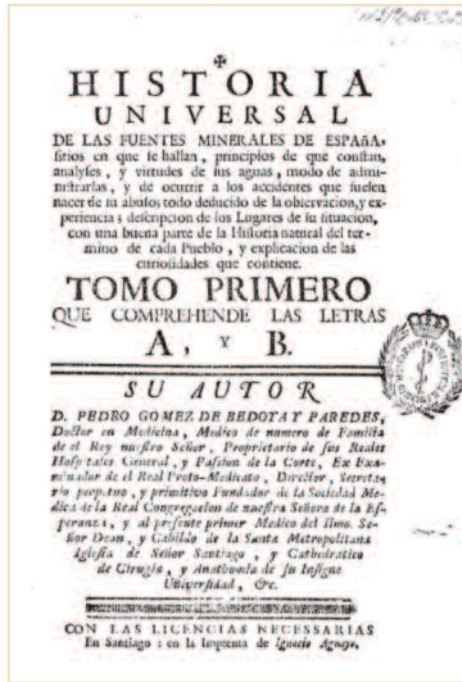 HISTORIA
UNIVERSAL
DE LAS FUENTES MINERALES DE ESPAñA,
sitios en que se hallan, principios de que constan,
analyses, y virtudes de sus aguas, modo de admi-
nistrarlas, y de ocurrir a los accidentes que suelen
nacer de su abuso; todo deducido de la observacion, y ex-
periencia; descripcion de los Lugares de su situacion,
con una buena parte de la Historia natural del ter-
mino de cada Pueblo, y explicacion de las
curiosidades que contiene.
TOMO PRIMERO
QUE COMPREHENDE LAS LETRAS
A, Y B.
SU AUTOR
D. PEDRO GOMEZ DE BEDOYA Y PAREDES,
Doctor en Medicina, Medico de numero de Familia
de el Rey nuestro Señor, Proprietario de sus Reales
Hospitales General, y Passion de la Corte, Ex Exa-
minador de el Real Proto-Medicato, Director, Secreta-
rio perpetuo, y primitivo Fundador de la Sociedad Me-
dica de la Real Congregacion de nuestra Señora de la Es-
peranza, y al presente primer Medico del Ilmo. Se-
ñor Dean, y Cabildo de la Santa Metropolitana
Iglesia de Señor Santiago, y Cathedratico
de Cirugia, y Anathomia de su Insigne
Universidad, &c.
CON LAS LICENCIAS NECESSARIAS
En Santiago: en la Imprenta de Ignacio Aguayo.